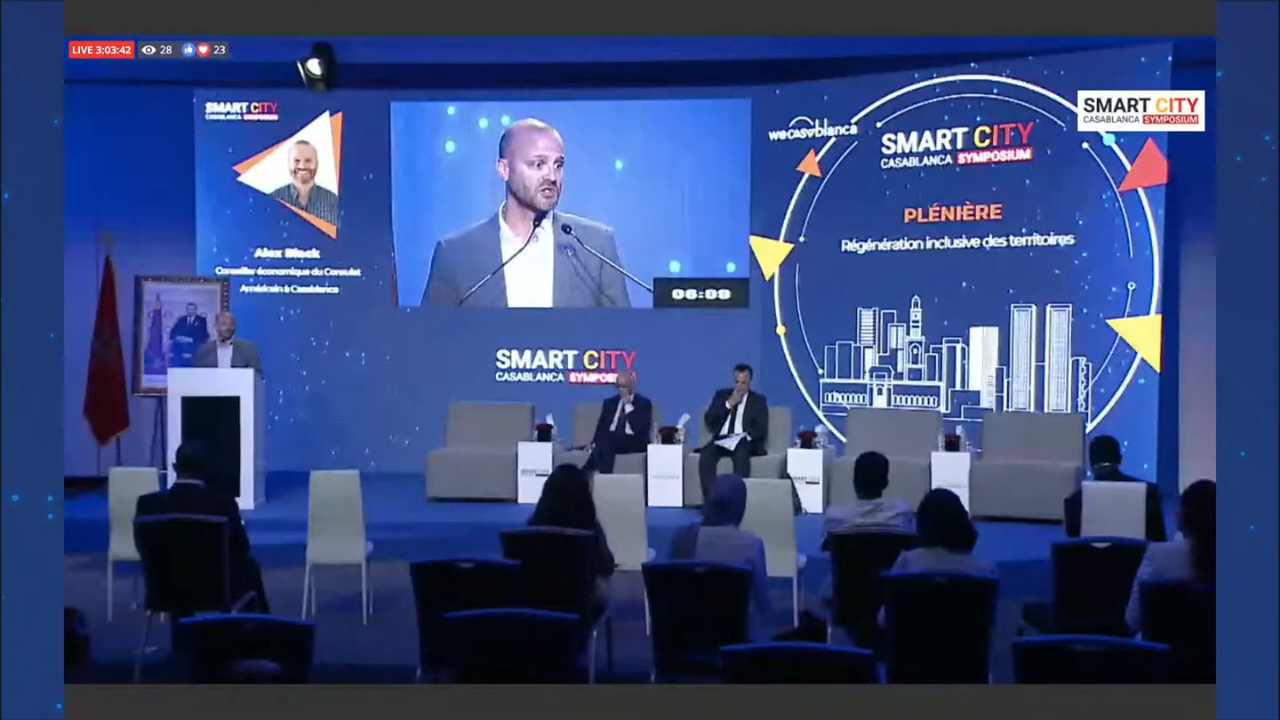 LIVE 3:03:42
28
23
SMART CITY
CASABLANCA SYMPOSIUM
Alex Black
Conseiller économique du Consulat
Américain à Casablanca
06:09
SMART CITY
CASABLANCA SYMPOSIUM
wecasablanca
SMART CITY
CASABLANCA SYMPOSIUM
PLÉNIÈRE
Régénération inclusive des territoires
SMART CITY
CASABLANCA SYMPOSIUM